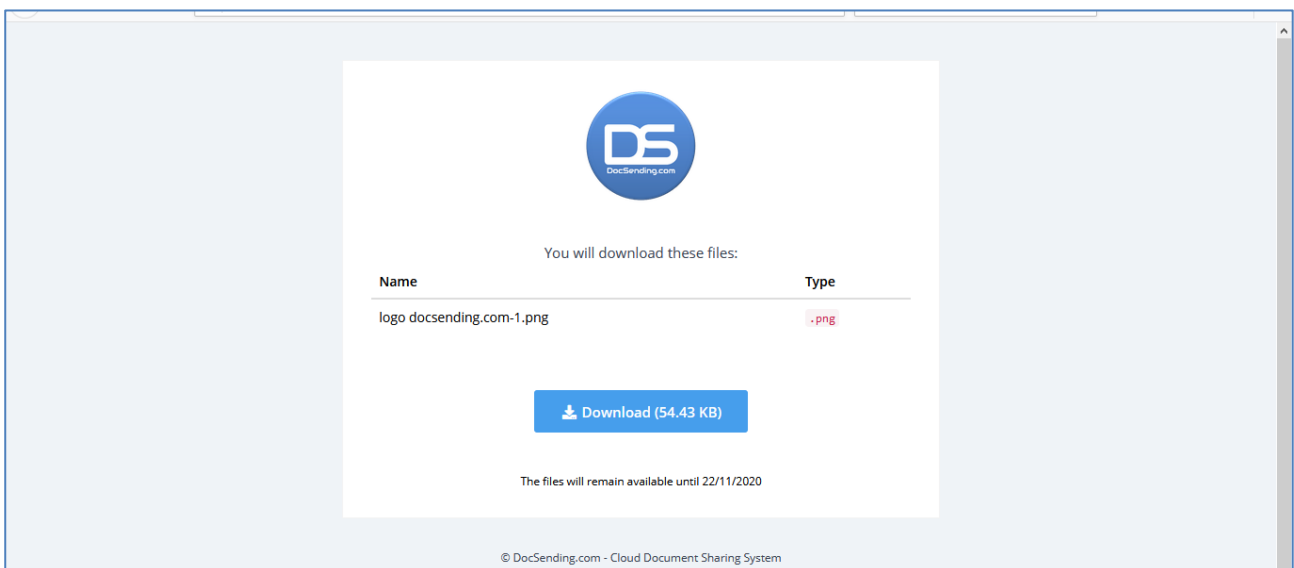 DS
DocSending.com
You will download these files:
Name Type
logo docsending.com-1.png .png
Download (54.43 KB)
The files will remain available until 22/11/2020
© DocSending.com - Cloud Document Sharing System